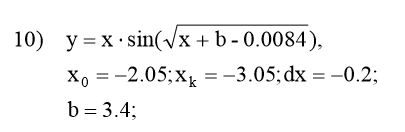 10) y = x · sin(√x + b - 0.0084),
x₀ = −2.05; xₖ = −3.05; dx = −0.2;
b = 3.4;